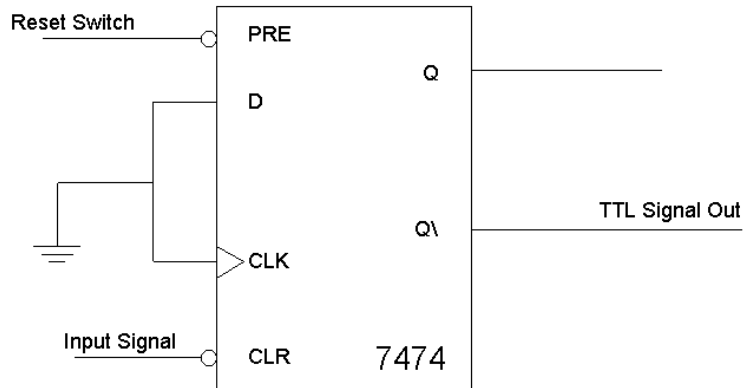 Reset Switch
PRE
D
Q
TTL Signal Out
Q\
CLK
Input Signal
CLR
7474